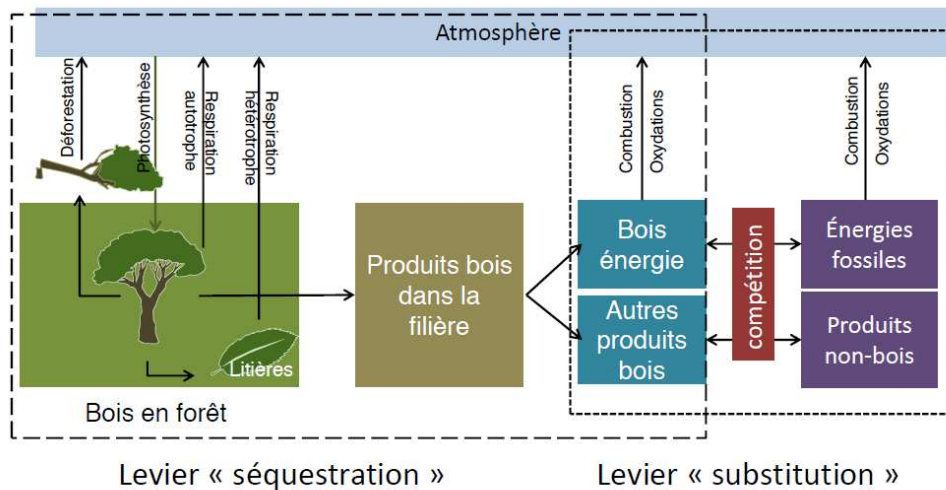 Atmosphère
Déforestation
Photosynthèse
Respiration
autotrophe
Respiration
hétérotrophe
Combustion
Oxydations
Combustion
Oxydations
Produits bois
dans la
filière
Bois
énergie
Autres
produits
bois
compétition
Énergies
fossiles
Produits
non-bois
Litières
Bois en forêt
Levier « séquestration »
Levier « substitution »